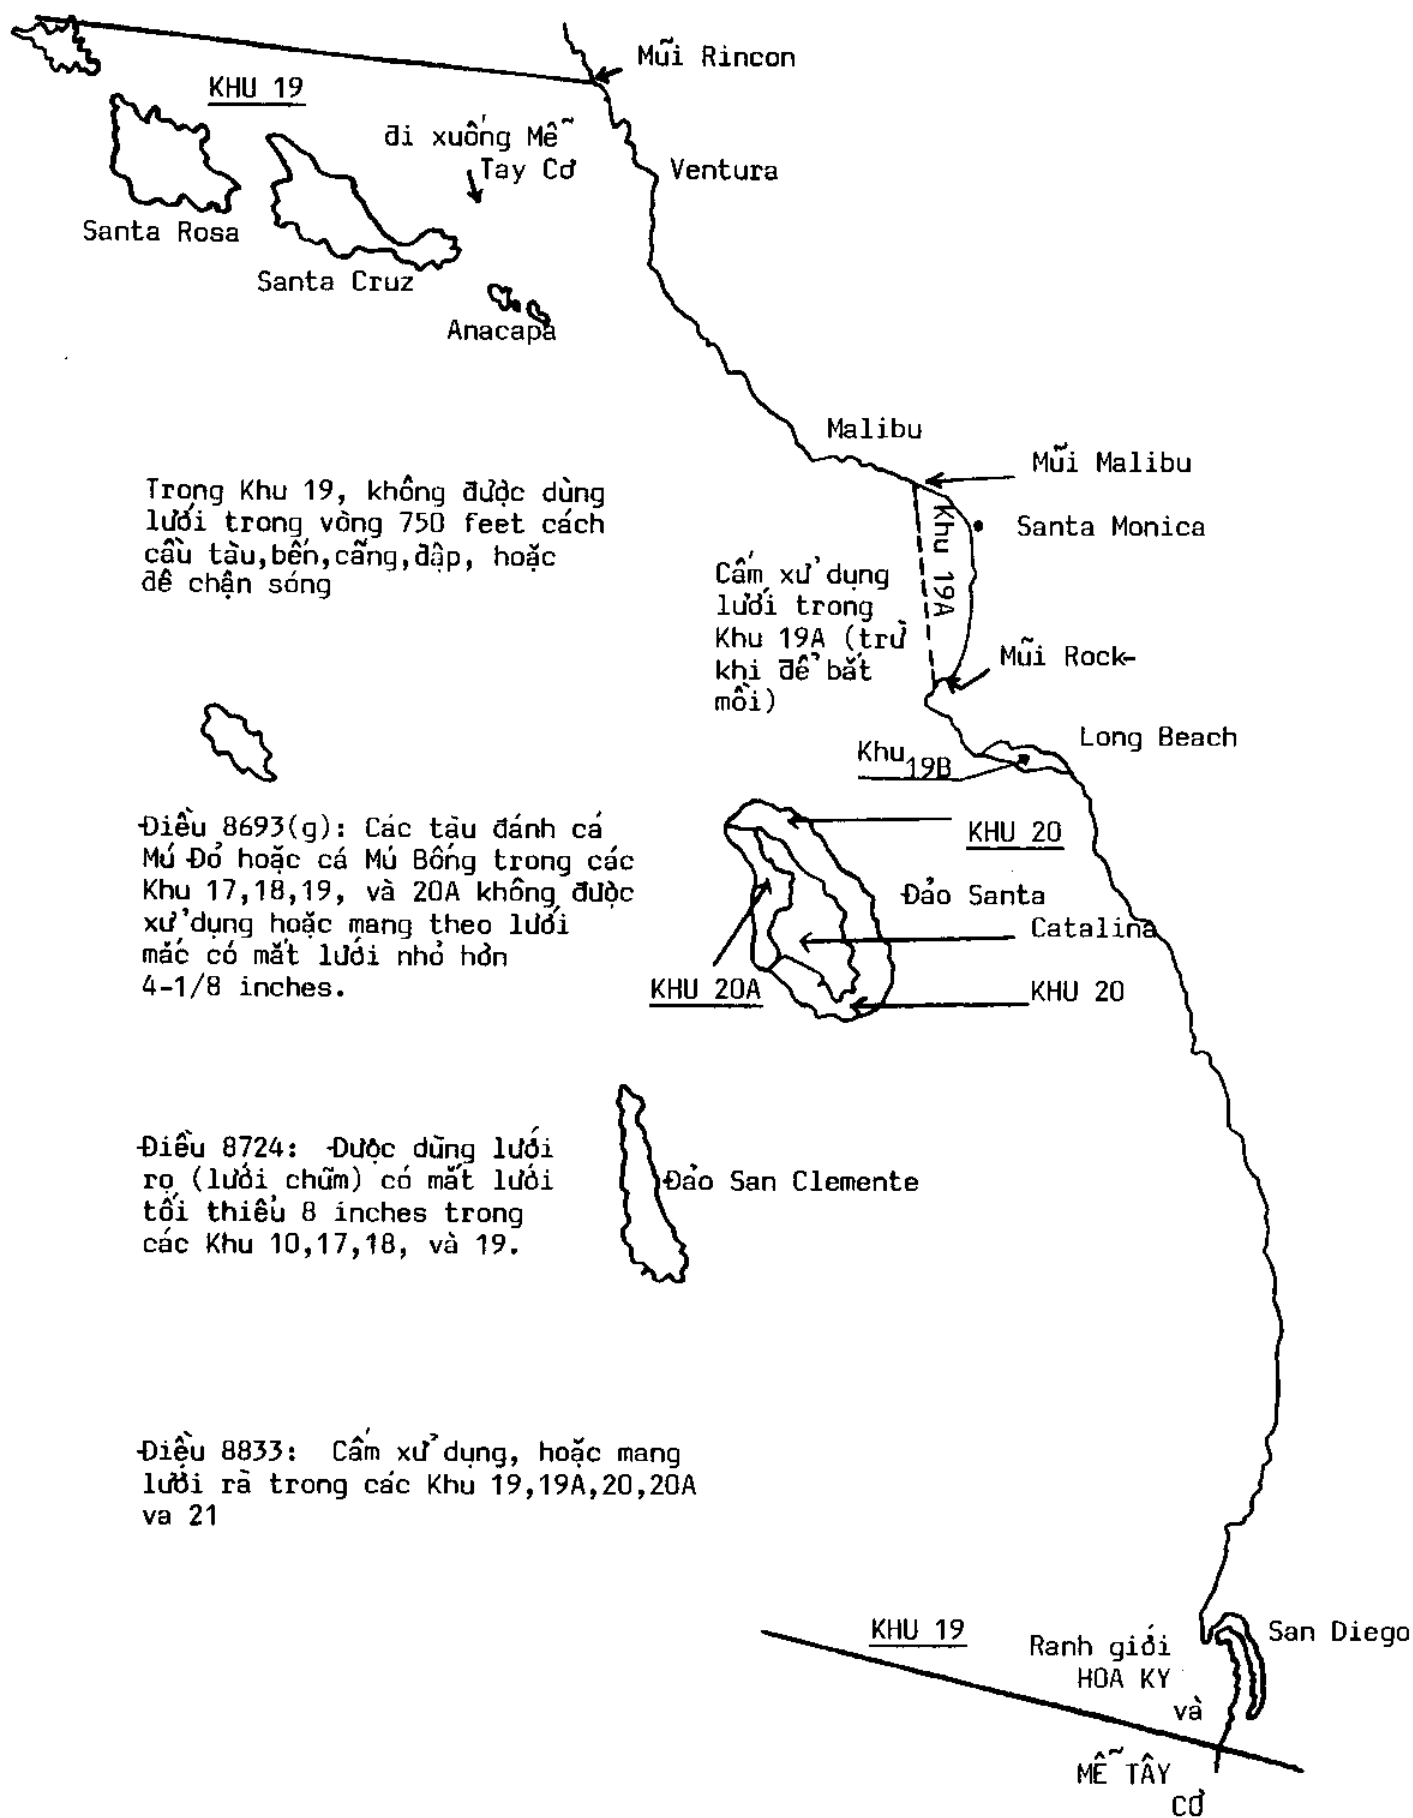 Mũi Rincon
KHU 19
đi xuống Mễ
Tay Cơ
Ventura
Santa Rosa
Santa Cruz
Anacapa
Malibu
Mũi Malibu
Trong Khu 19, không được dùng
lưới trong vòng 750 feet cách
cầu tàu,bến,cảng,đập, hoặc
đê chận sóng
Khu 19A
Santa Monica
Cấm xử dụng
lưới trong
Khu 19A (trừ
khi để bắt
mồi)
Mũi Rock-
Long Beach
Khu 19B
Điều 8693(g): Các tàu đánh cá
Mú Đỏ hoặc cá Mú Bông trong các
Khu 17,18,19, và 20A không được
xử dụng hoặc mang theo lưới
mắc có mắt lưới nhỏ hơn
4-1/8 inches.
KHU 20
Đảo Santa
Catalina
KHU 20A
KHU 20
Điều 8724: Được dùng lưới
rọ (lưới chũm) có mắt lưới
tối thiểu 8 inches trong
các Khu 10,17,18, và 19.
Đảo San Clemente
Điều 8833: Cấm xử dụng, hoặc mang
lưới rà trong các Khu 19,19A,20,20A
va 21
KHU 19
Ranh giới
HOA KY
và
MỄ TÂY
CƠ
San Diego